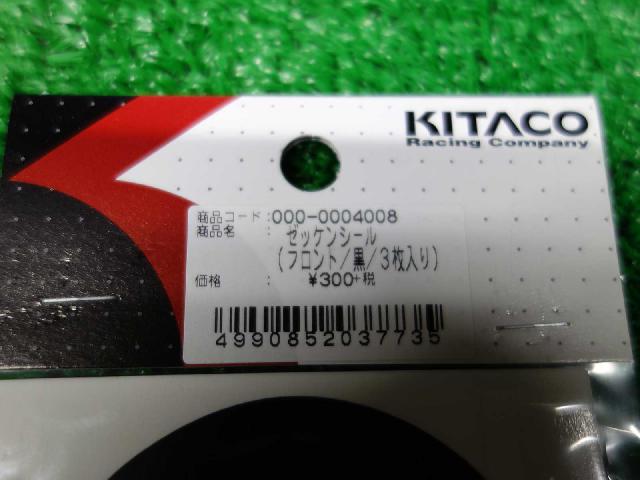 KITACO
Racing Company
商品コード：000-0004008
商品名　：　ゼッケンシール
(フロント/黒/3枚入り)
価格　：　¥300+税
4990852037735